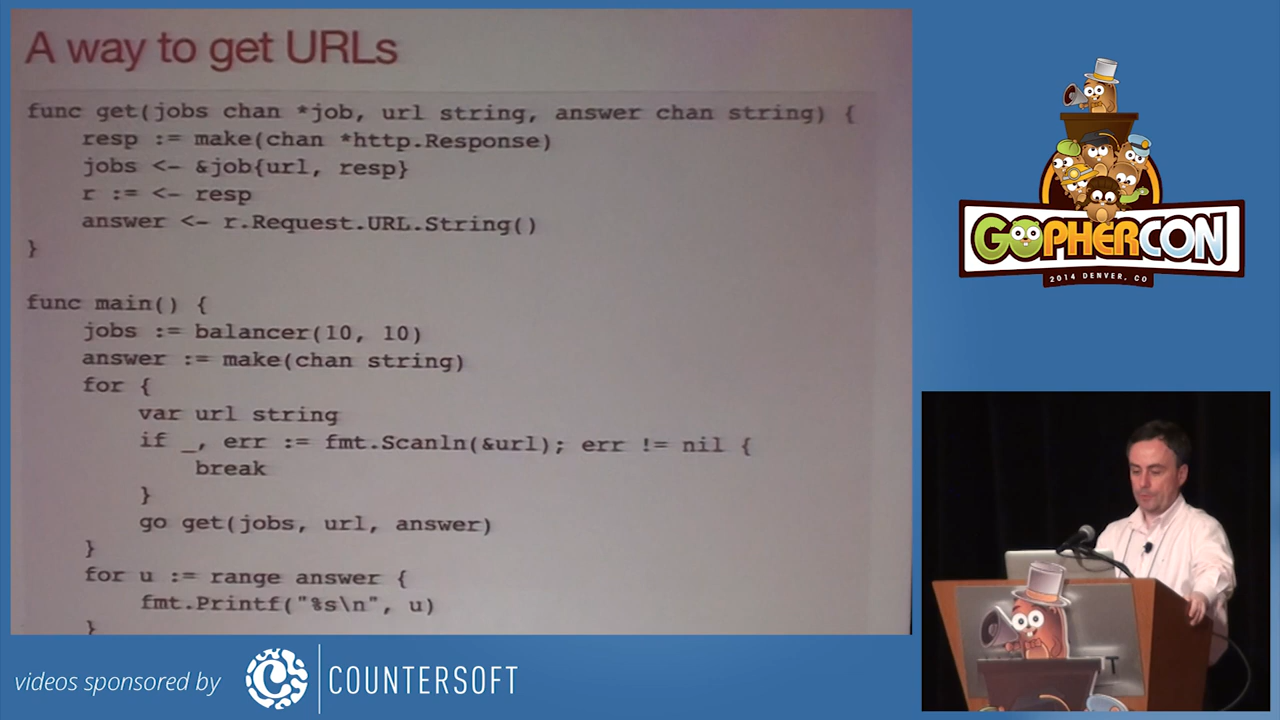 A way to get URLs
func get(jobs chan *job, url string, answer chan string) {
    resp := make(chan *http.Response)
    jobs <- &job{url, resp}
    r := <- resp
    answer <- r.Request.URL.String()
}
func main() {
    jobs := balancer(10, 10)
    answer := make(chan string)
    for {
        var url string
        if _, err := fmt.Scanln(&url); err != nil {
            break
        }
        go get(jobs, url, answer)
    }
    for u := range answer {
        fmt.Printf("%s\n", u)
    }
GOPHERCON
2014 DENVER, CO
T
videos sponsored by
COUNTERSOFT